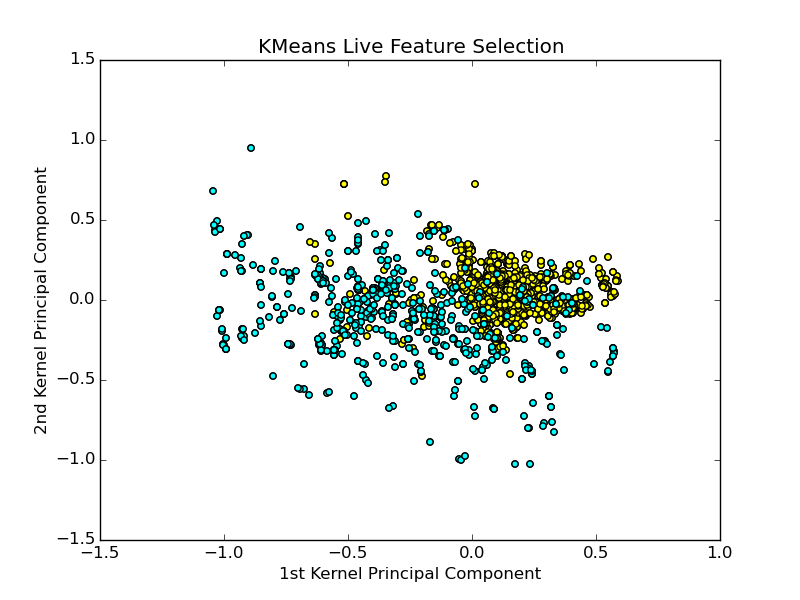 KMeans Live Feature Selection
1.5
1.0
0.5
0.0
−0.5
−1.0
−1.5
2nd Kernel Principal Component
−1.5 −1.0 −0.5 0.0 0.5 1.0
1st Kernel Principal Component